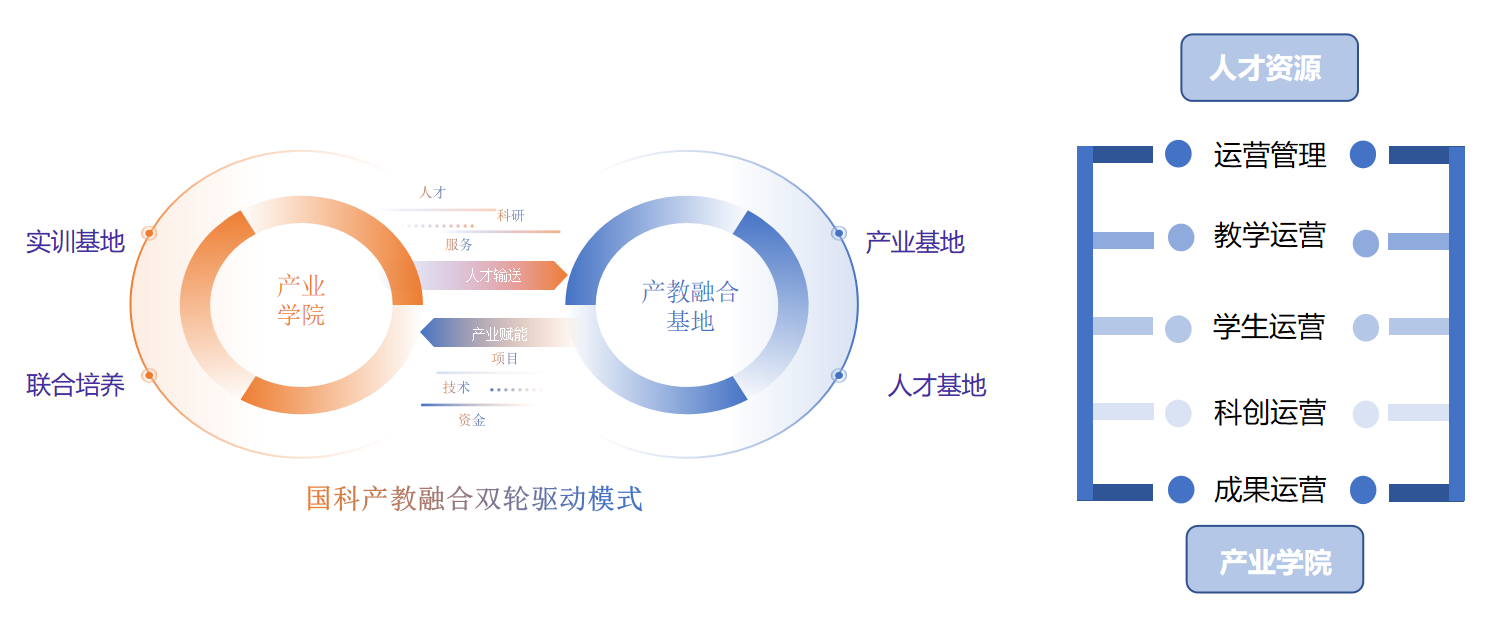 实训基地
联合培养
产业
学院
人才
科研
服务
人才输送
产业赋能
项目
技术
资金
产教融合
基地
产业基地
人才基地
国科产教融合双轮驱动模式
人才资源
运营管理
教学运营
学生运营
科创运营
成果运营
产业学院